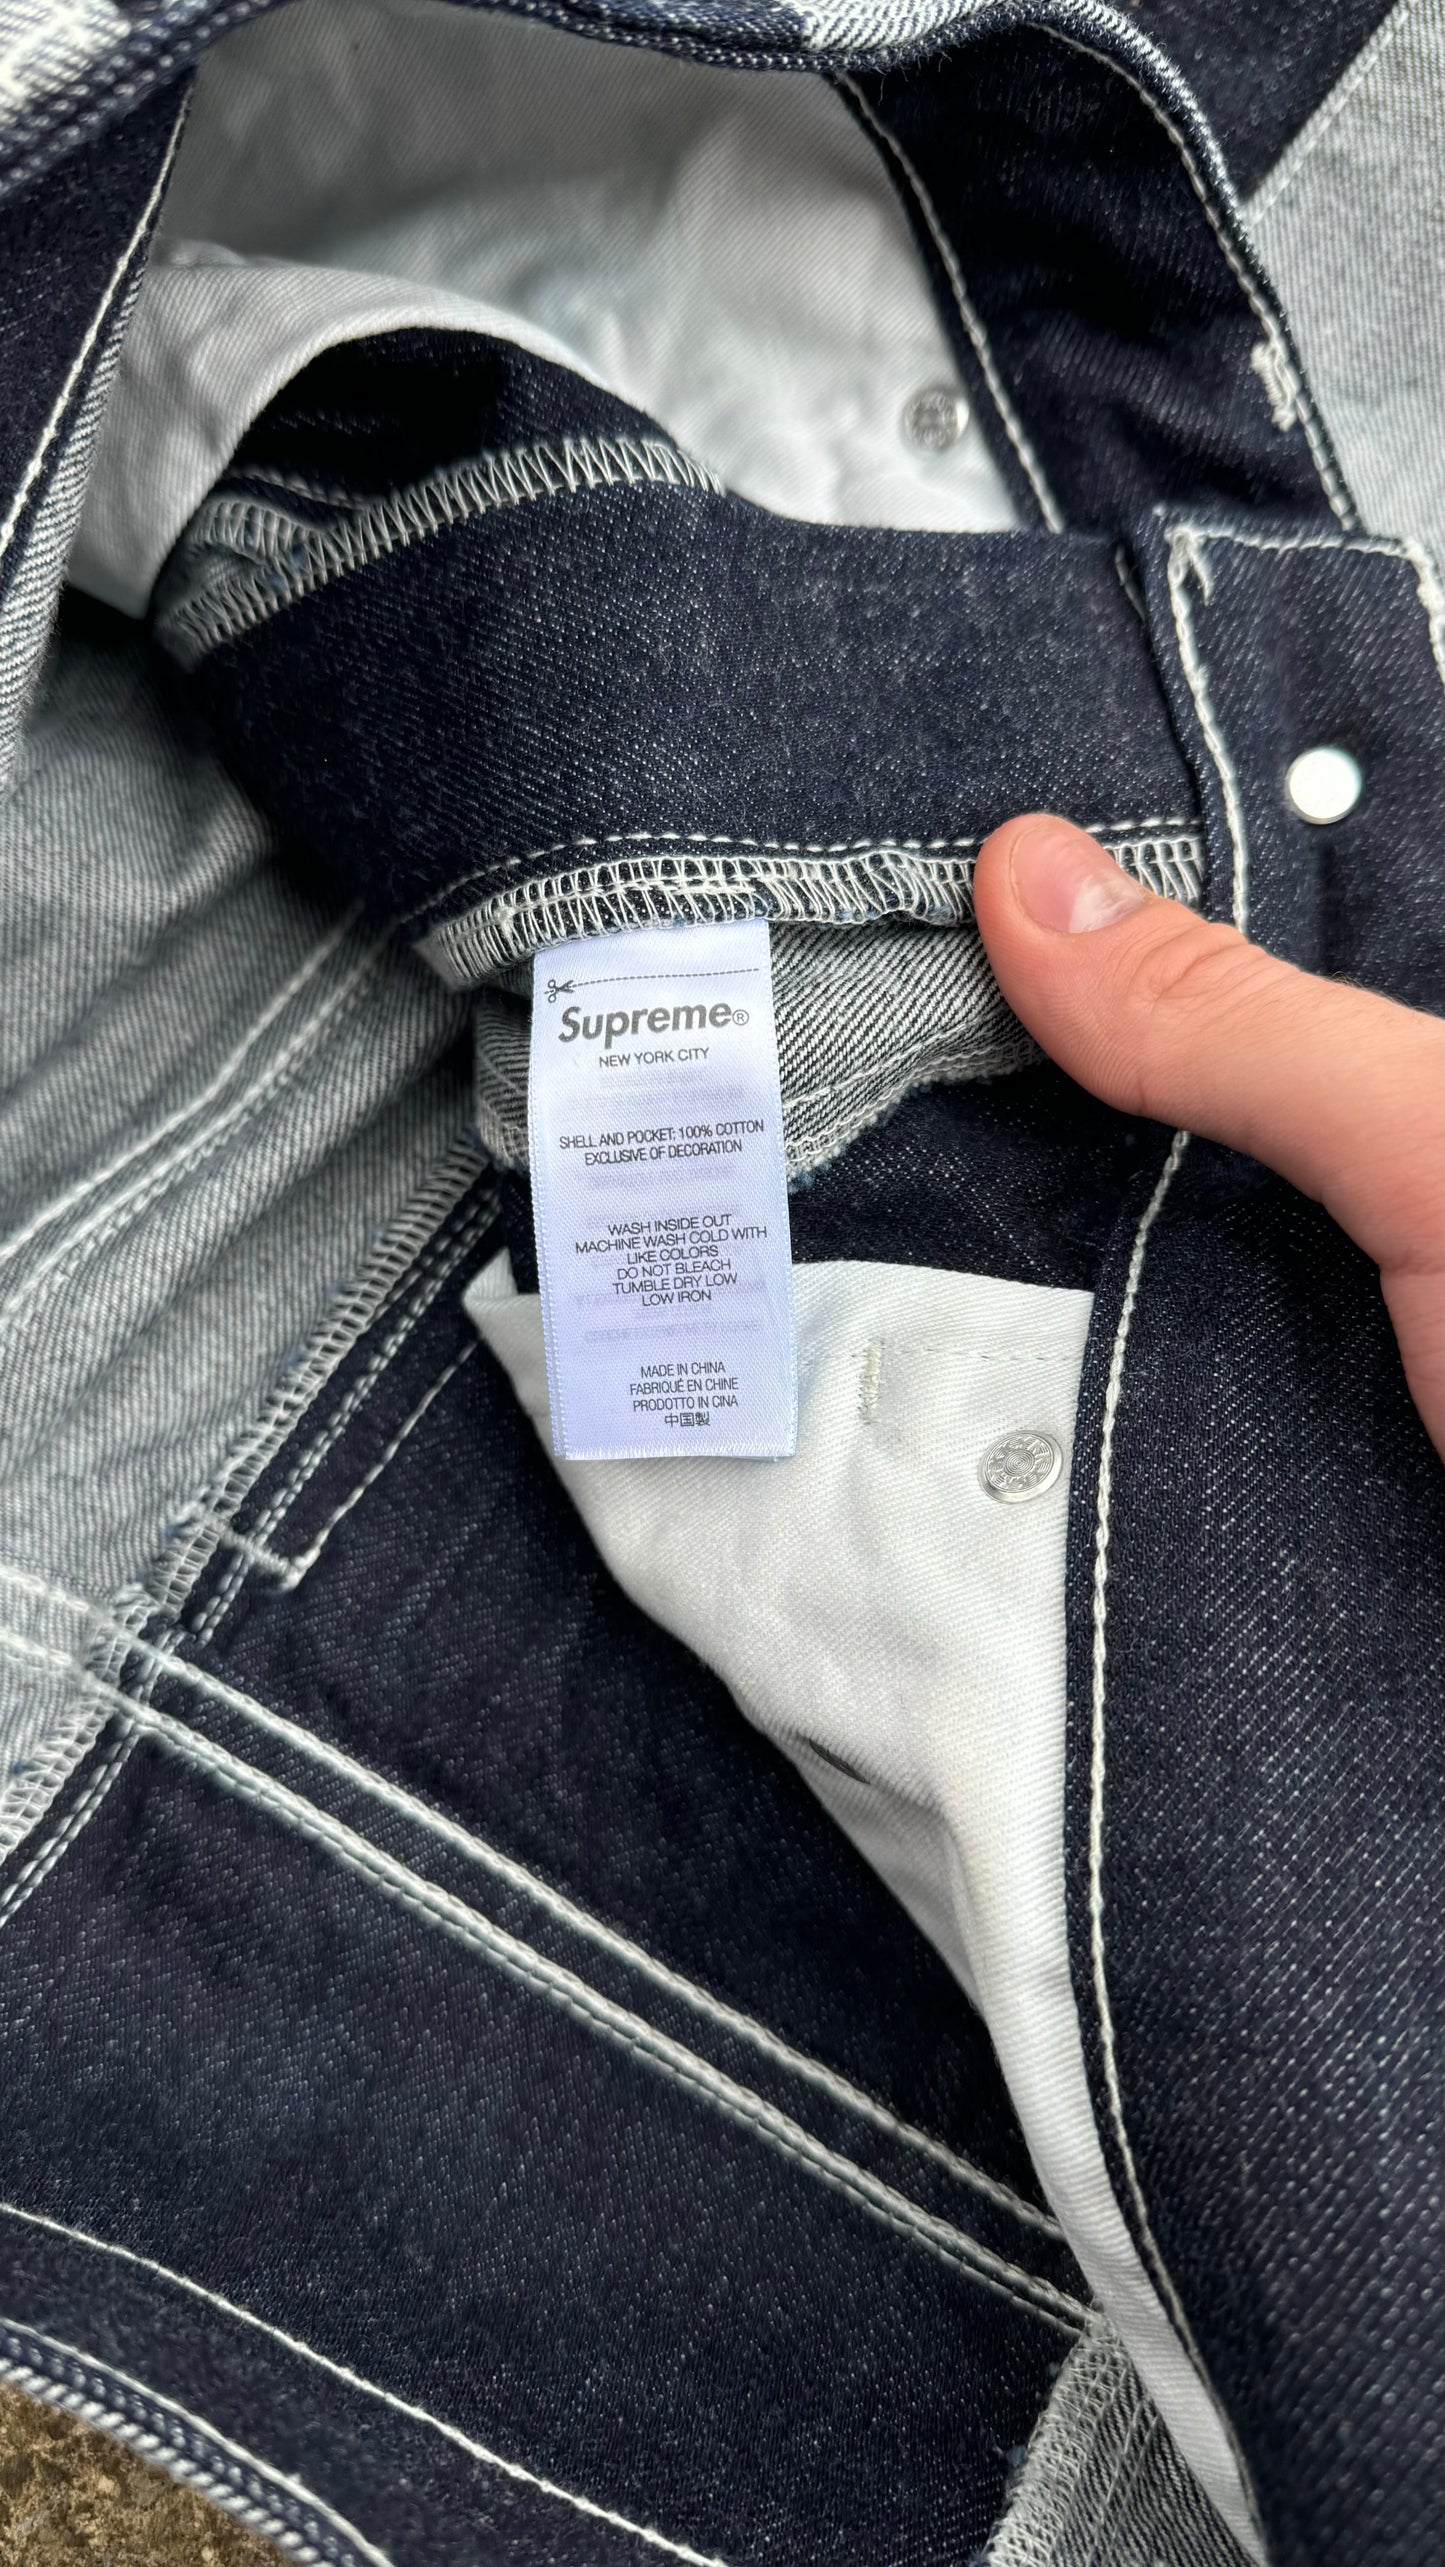 Supreme®
NEW YORK CITY
SHELL AND POCKET: 100% COTTON
EXCLUSIVE OF DECORATION
WASH INSIDE OUT
MACHINE WASH COLD WITH
LIKE COLORS
DO NOT BLEACH
TUMBLE DRY LOW
LOW IRON
MADE IN CHINA
FABRIQUÉ EN CHINE
PRODOTTO IN CINA
中国製